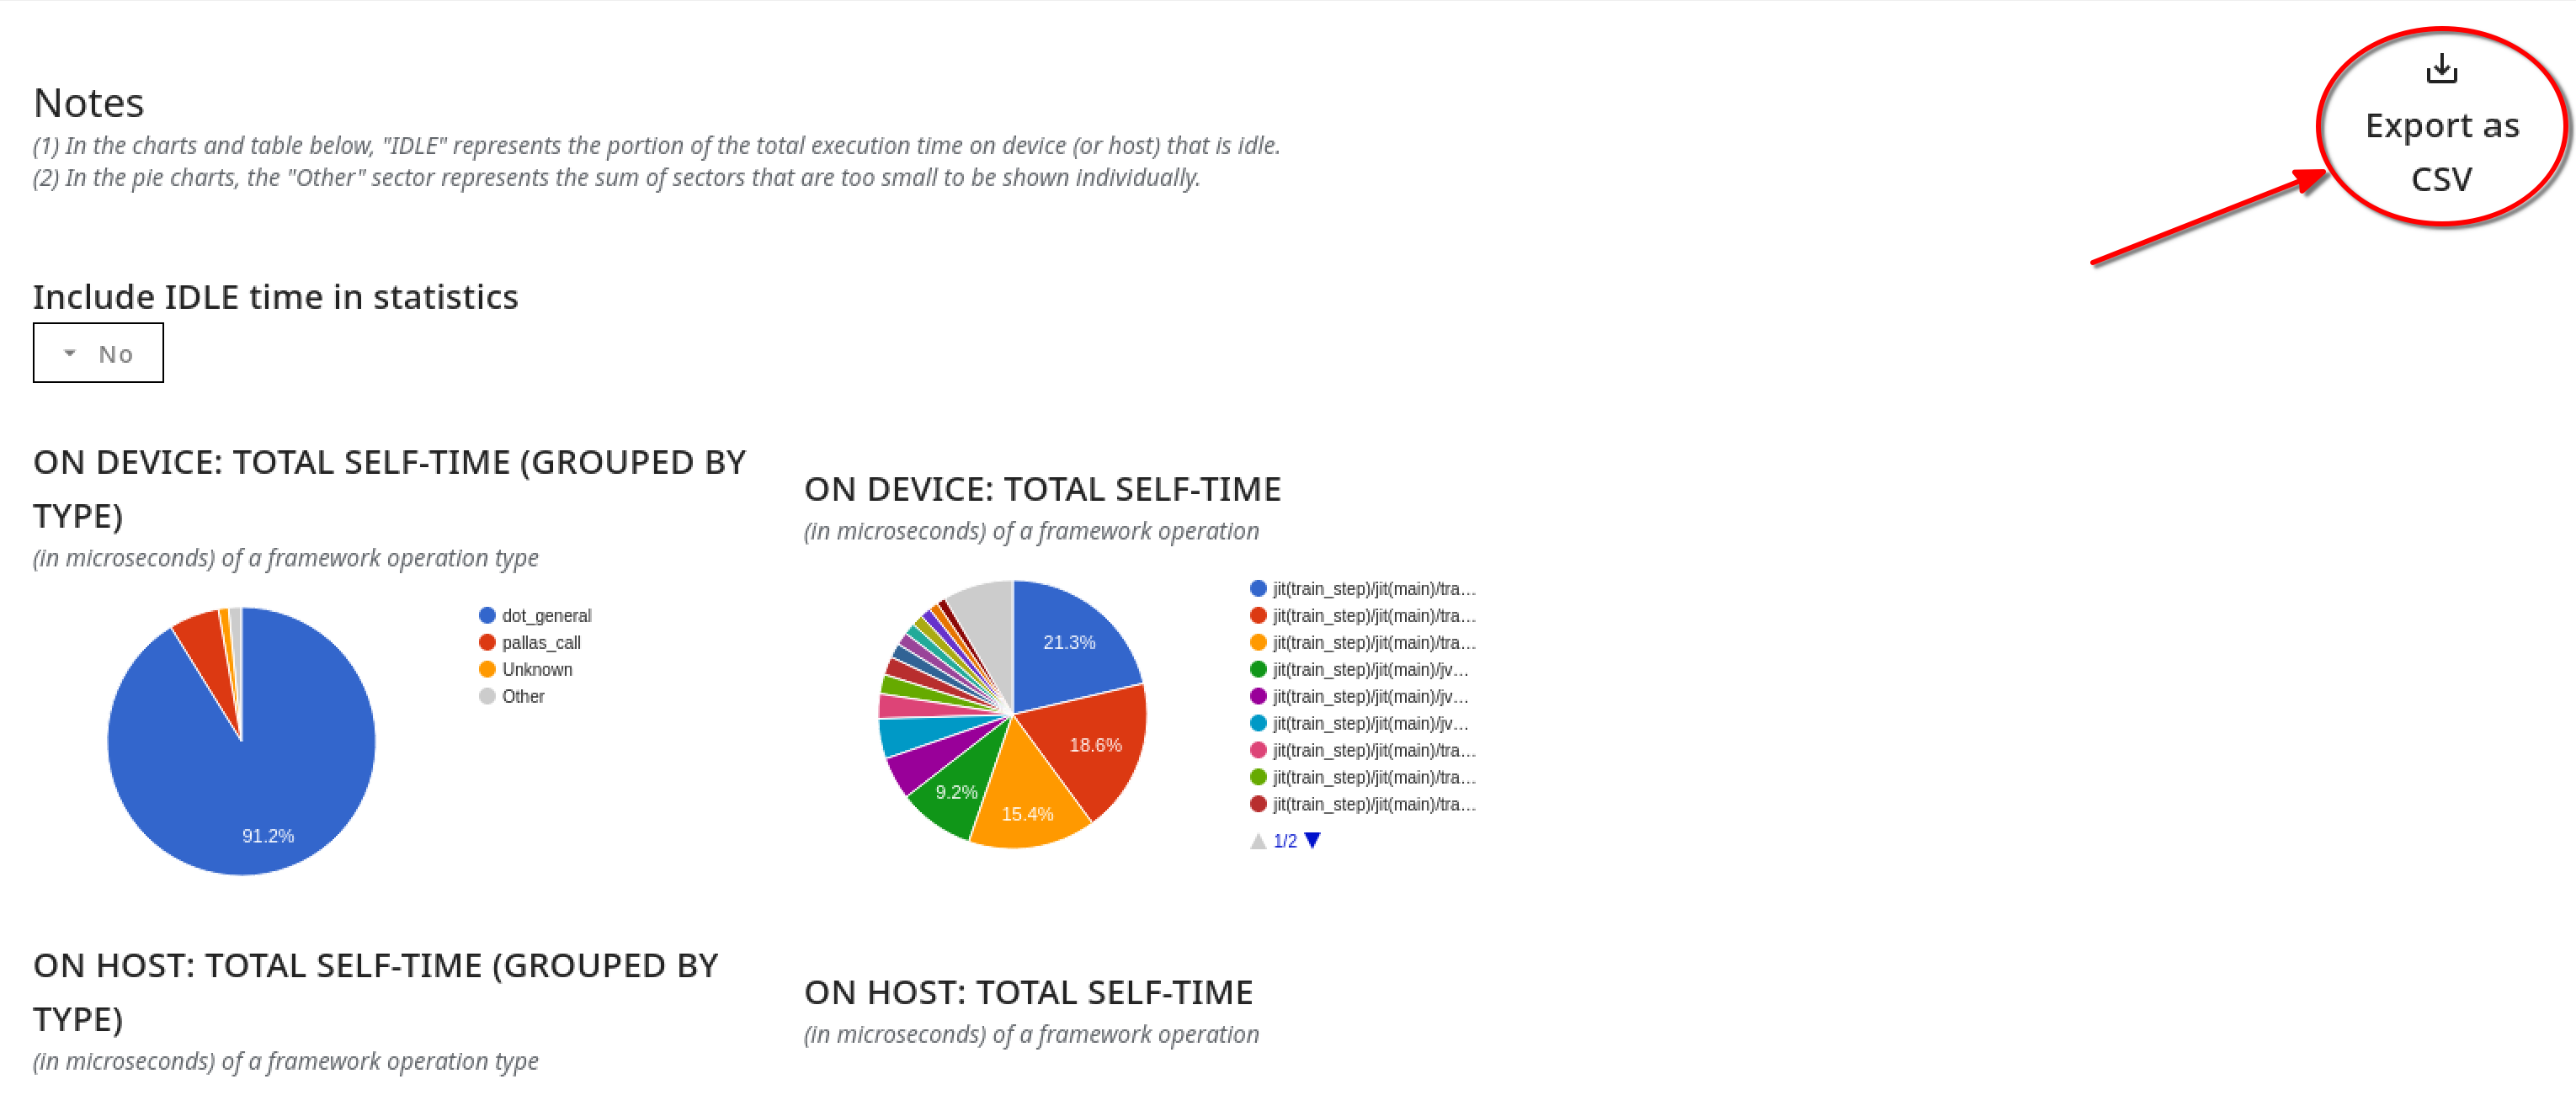 Notes
(1) In the charts and table below, "IDLE" represents the portion of the total execution time on device (or host) that is idle.
(2) In the pie charts, the "Other" sector represents the sum of sectors that are too small to be shown individually.
Export as
CSV
Include IDLE time in statistics
No
ON DEVICE: TOTAL SELF-TIME (GROUPED BY
TYPE)
(in microseconds) of a framework operation type
dot_general
pallas_call
Unknown
Other
91.2%
ON DEVICE: TOTAL SELF-TIME
(in microseconds) of a framework operation
21.3%
18.6%
15.4%
9.2%
jit(train_step)/jit(main)/tra...
jit(train_step)/jit(main)/tra...
jit(train_step)/jit(main)/tra...
jit(train_step)/jit(main)/jv...
jit(train_step)/jit(main)/jv...
jit(train_step)/jit(main)/jv...
jit(train_step)/jit(main)/tra...
jit(train_step)/jit(main)/tra...
jit(train_step)/jit(main)/tra...
1/2
ON HOST: TOTAL SELF-TIME (GROUPED BY
TYPE)
(in microseconds) of a framework operation type
ON HOST: TOTAL SELF-TIME
(in microseconds) of a framework operation